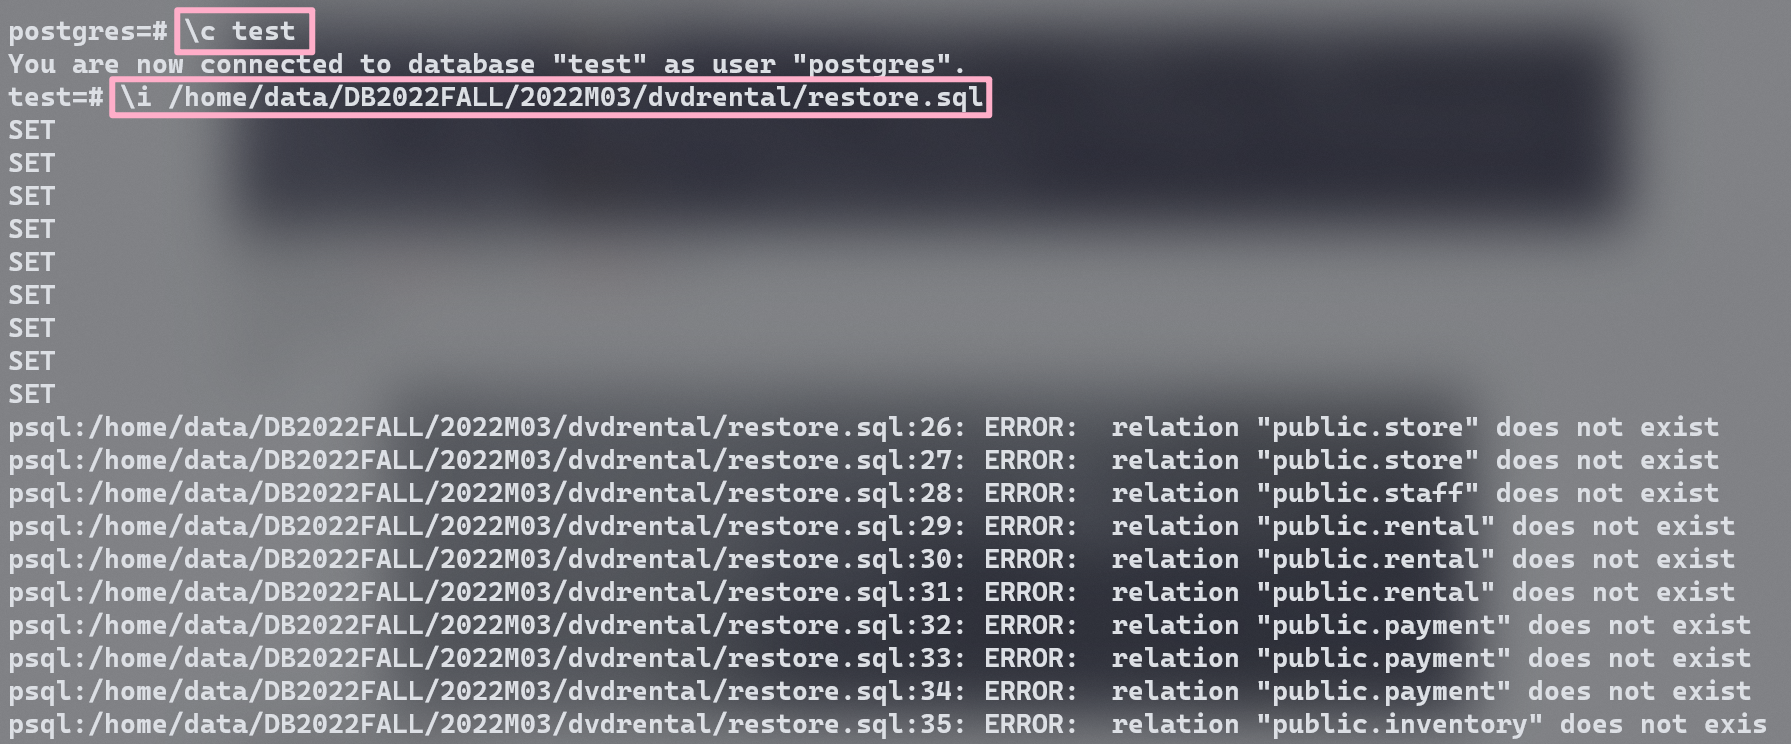 postgres=# \c test
You are now connected to database "test" as user "postgres".
test=# \i /home/data/DB2022FALL/2022M03/dvdrental/restore.sql
SET
SET
SET
SET
SET
SET
SET
SET
SET
psql:/home/data/DB2022FALL/2022M03/dvdrental/restore.sql:26: ERROR:  relation "public.store" does not exist
psql:/home/data/DB2022FALL/2022M03/dvdrental/restore.sql:27: ERROR:  relation "public.store" does not exist
psql:/home/data/DB2022FALL/2022M03/dvdrental/restore.sql:28: ERROR:  relation "public.staff" does not exist
psql:/home/data/DB2022FALL/2022M03/dvdrental/restore.sql:29: ERROR:  relation "public.rental" does not exist
psql:/home/data/DB2022FALL/2022M03/dvdrental/restore.sql:30: ERROR:  relation "public.rental" does not exist
psql:/home/data/DB2022FALL/2022M03/dvdrental/restore.sql:31: ERROR:  relation "public.rental" does not exist
psql:/home/data/DB2022FALL/2022M03/dvdrental/restore.sql:32: ERROR:  relation "public.payment" does not exist
psql:/home/data/DB2022FALL/2022M03/dvdrental/restore.sql:33: ERROR:  relation "public.payment" does not exist
psql:/home/data/DB2022FALL/2022M03/dvdrental/restore.sql:34: ERROR:  relation "public.payment" does not exist
psql:/home/data/DB2022FALL/2022M03/dvdrental/restore.sql:35: ERROR:  relation "public.inventory" does not exis